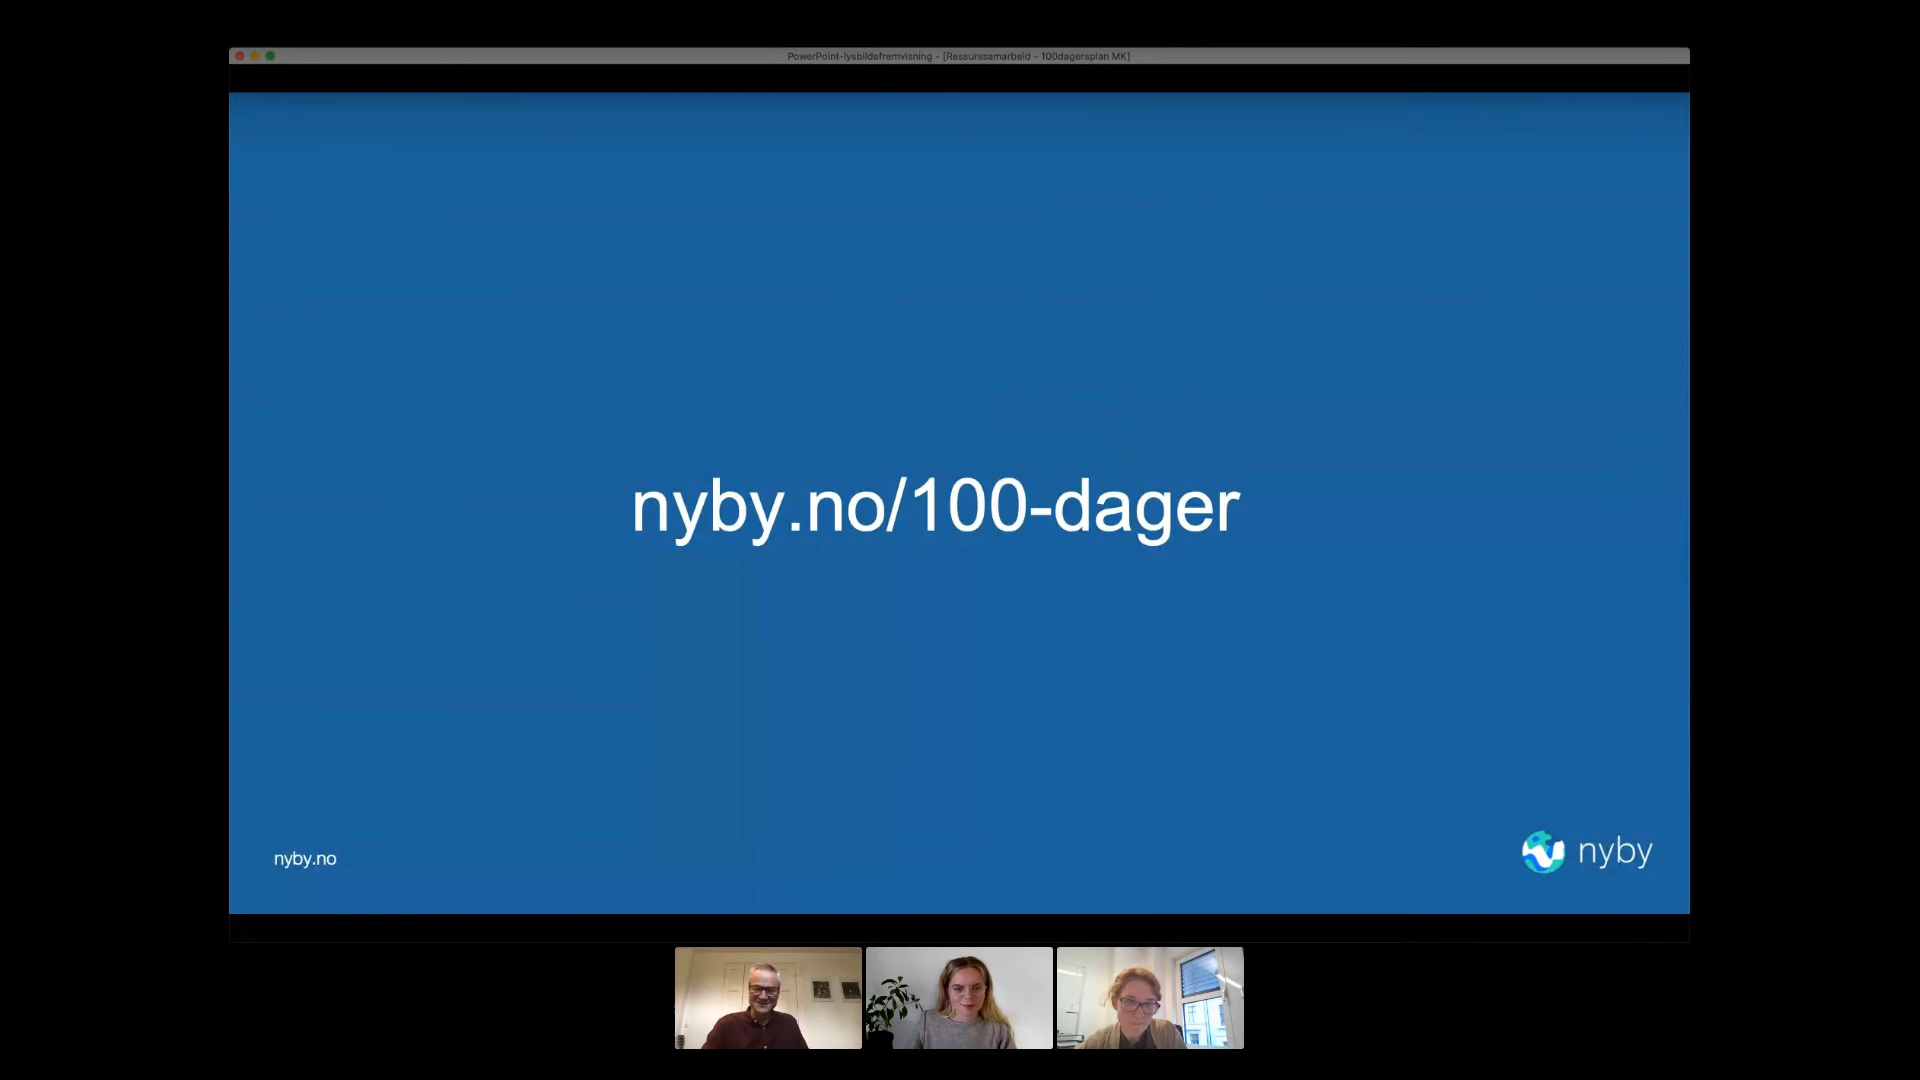 PowerPoint-lysbildefremvisning - [Ressurssamarbeid - 100dagersplan MK]
nyby.no/100-dager
nyby.no
nyby